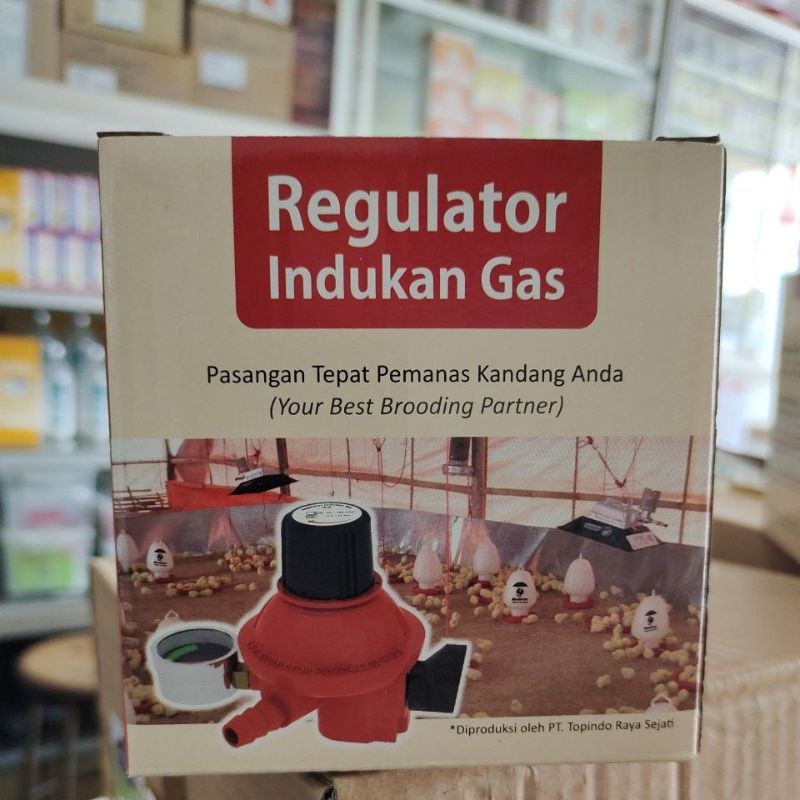 Regulator
Indukan Gas
Pasangan Tepat Pemanas Kandang Anda
(Your Best Brooding Partner)
*Diproduksi oleh PT. Topindo Raya Sejati